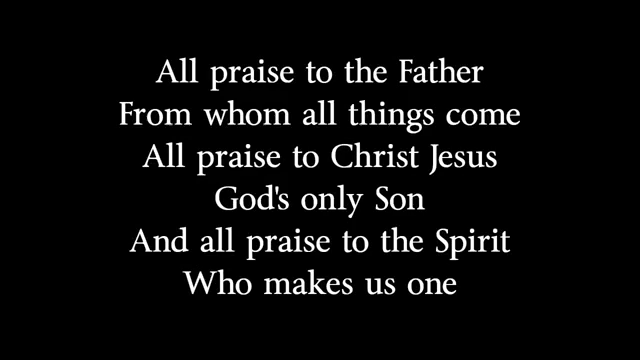 All praise to the Father
From whom all things come
All praise to Christ Jesus
God's only Son
And all praise to the Spirit
Who makes us one